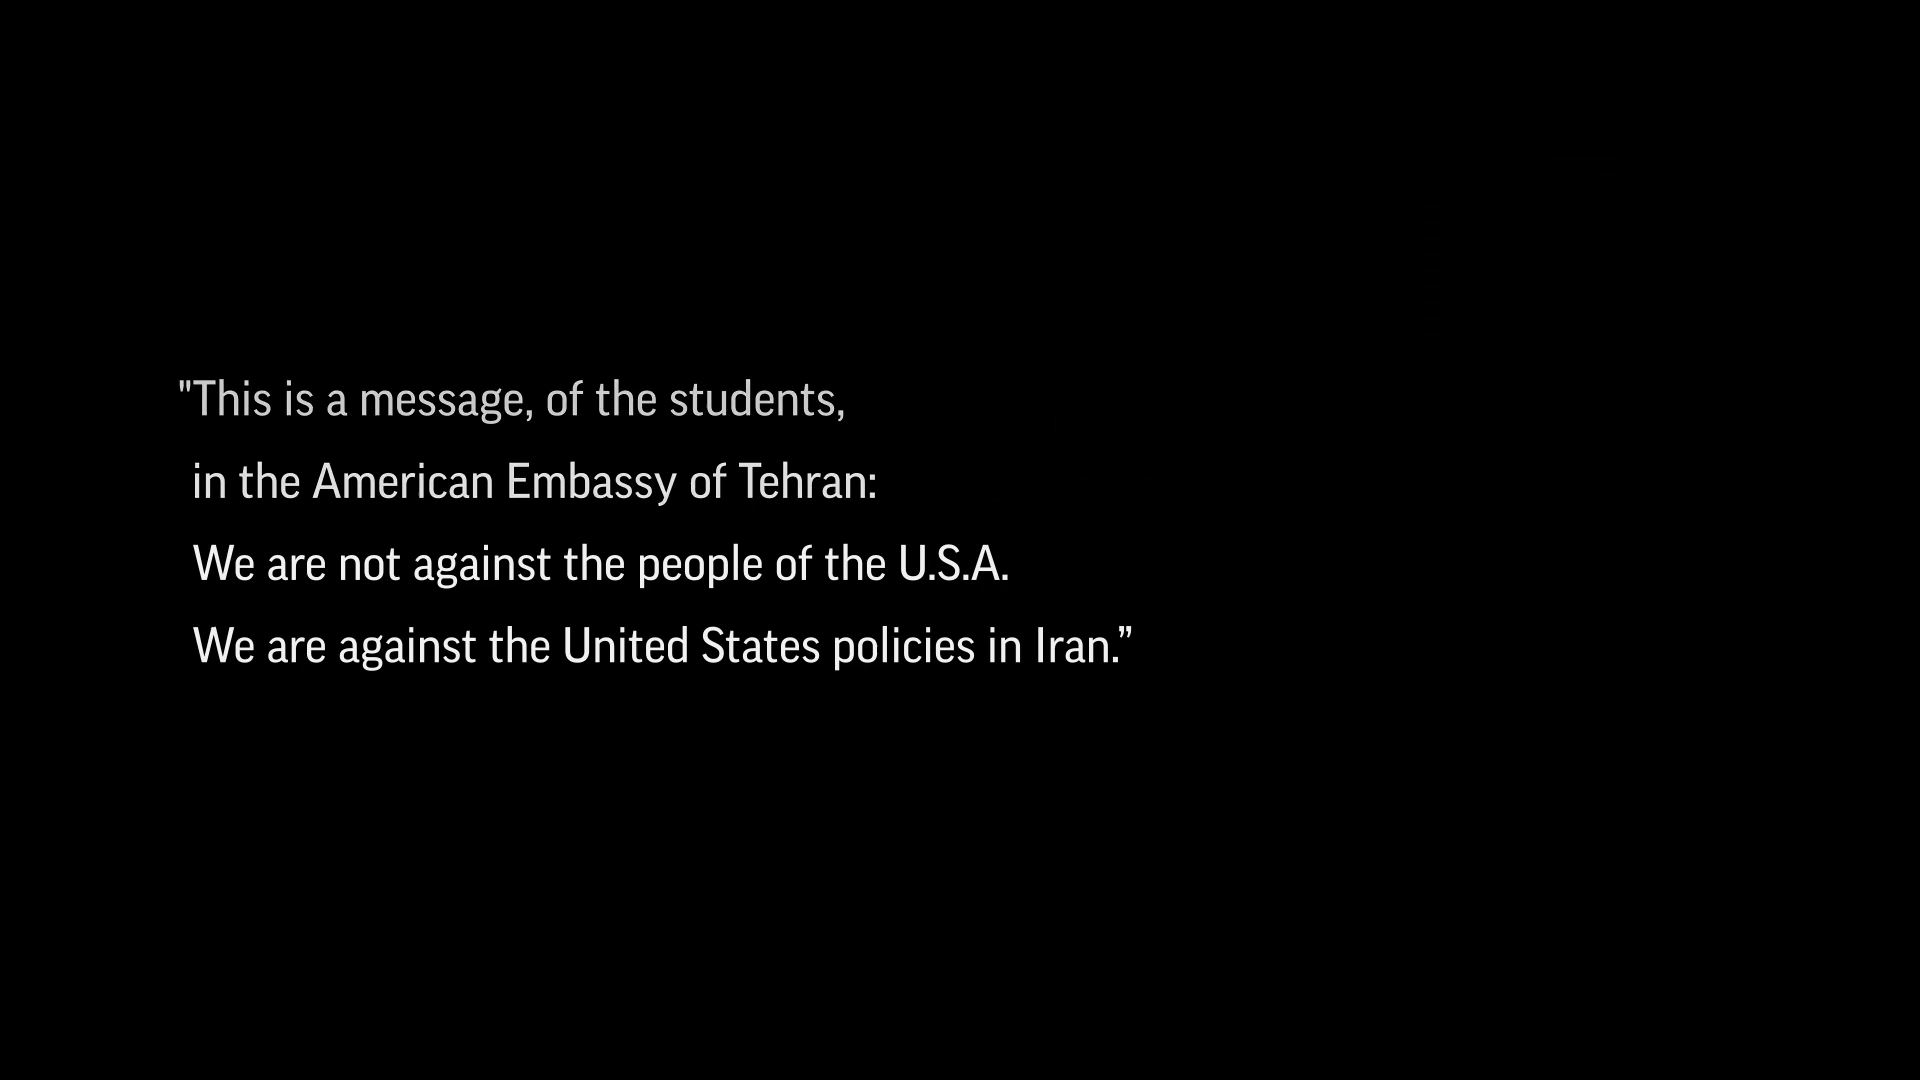 "This is a message, of the students,
in the American Embassy of Tehran:
We are not against the people of the U.S.A.
We are against the United States policies in Iran.”